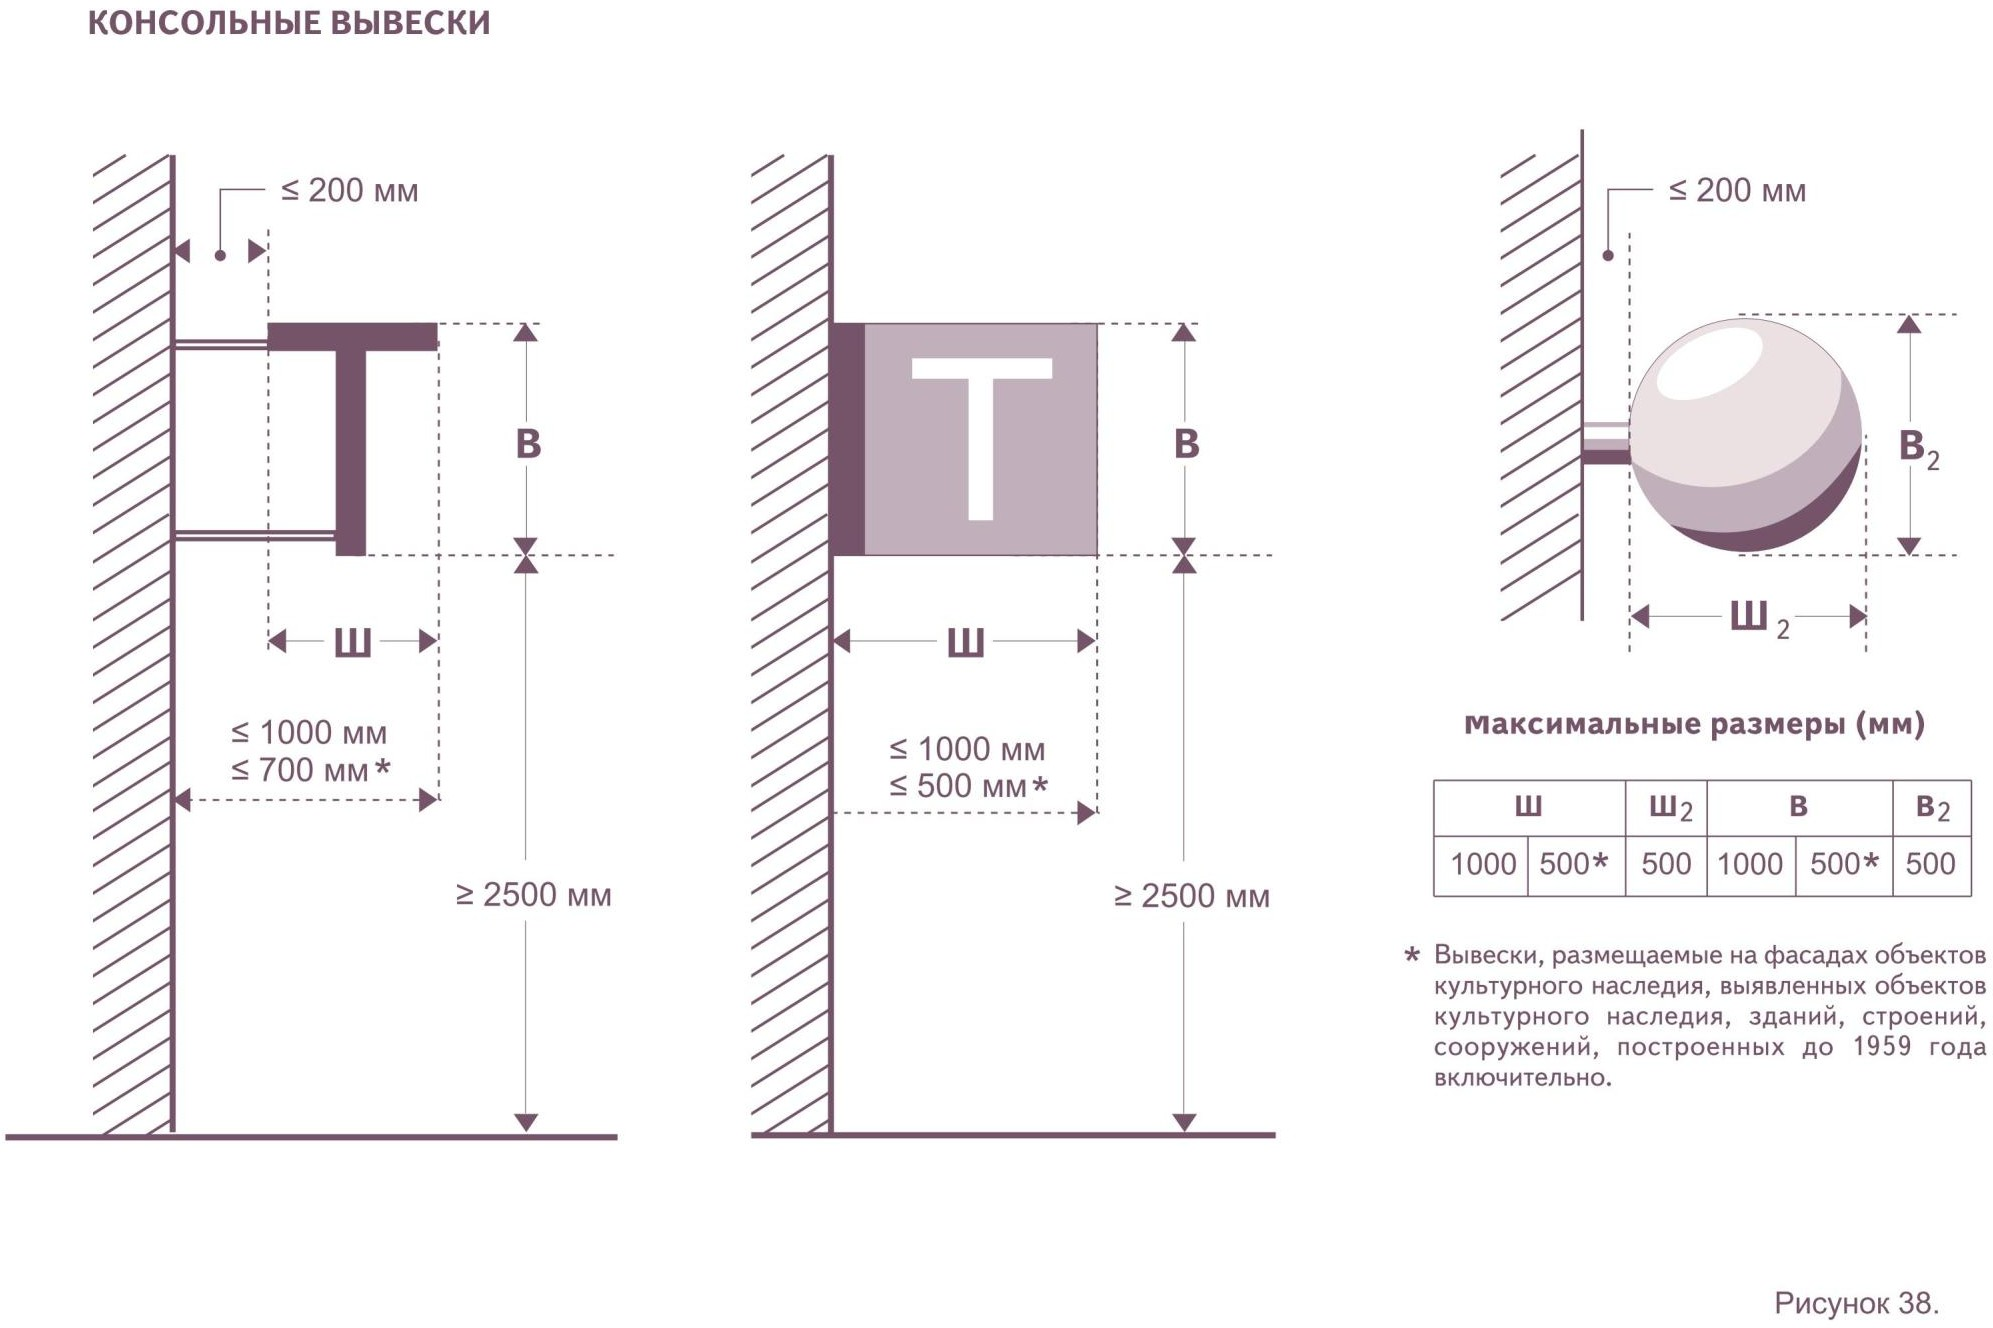 КОНСОЛЬНЫЕ ВЫВЕСКИ
≤ 200 мм
В
Ш
≤ 1000 мм
≤ 700 мм*
≥ 2500 мм
Т
Т
В
Ш
≤ 1000 мм
≤ 500 мм*
≥ 2500 мм
≤ 200 мм
В2
Ш2
Максимальные размеры (мм)
Ш Ш2 В В2
1000 500* 500 1000 500* 500
* Вывески, размещаемые на фасадах объектов
культурного наследия, выявленных объектов
культурного наследия, зданий, строений,
сооружений, построенных до 1959 года
включительно.
Рисунок 38.